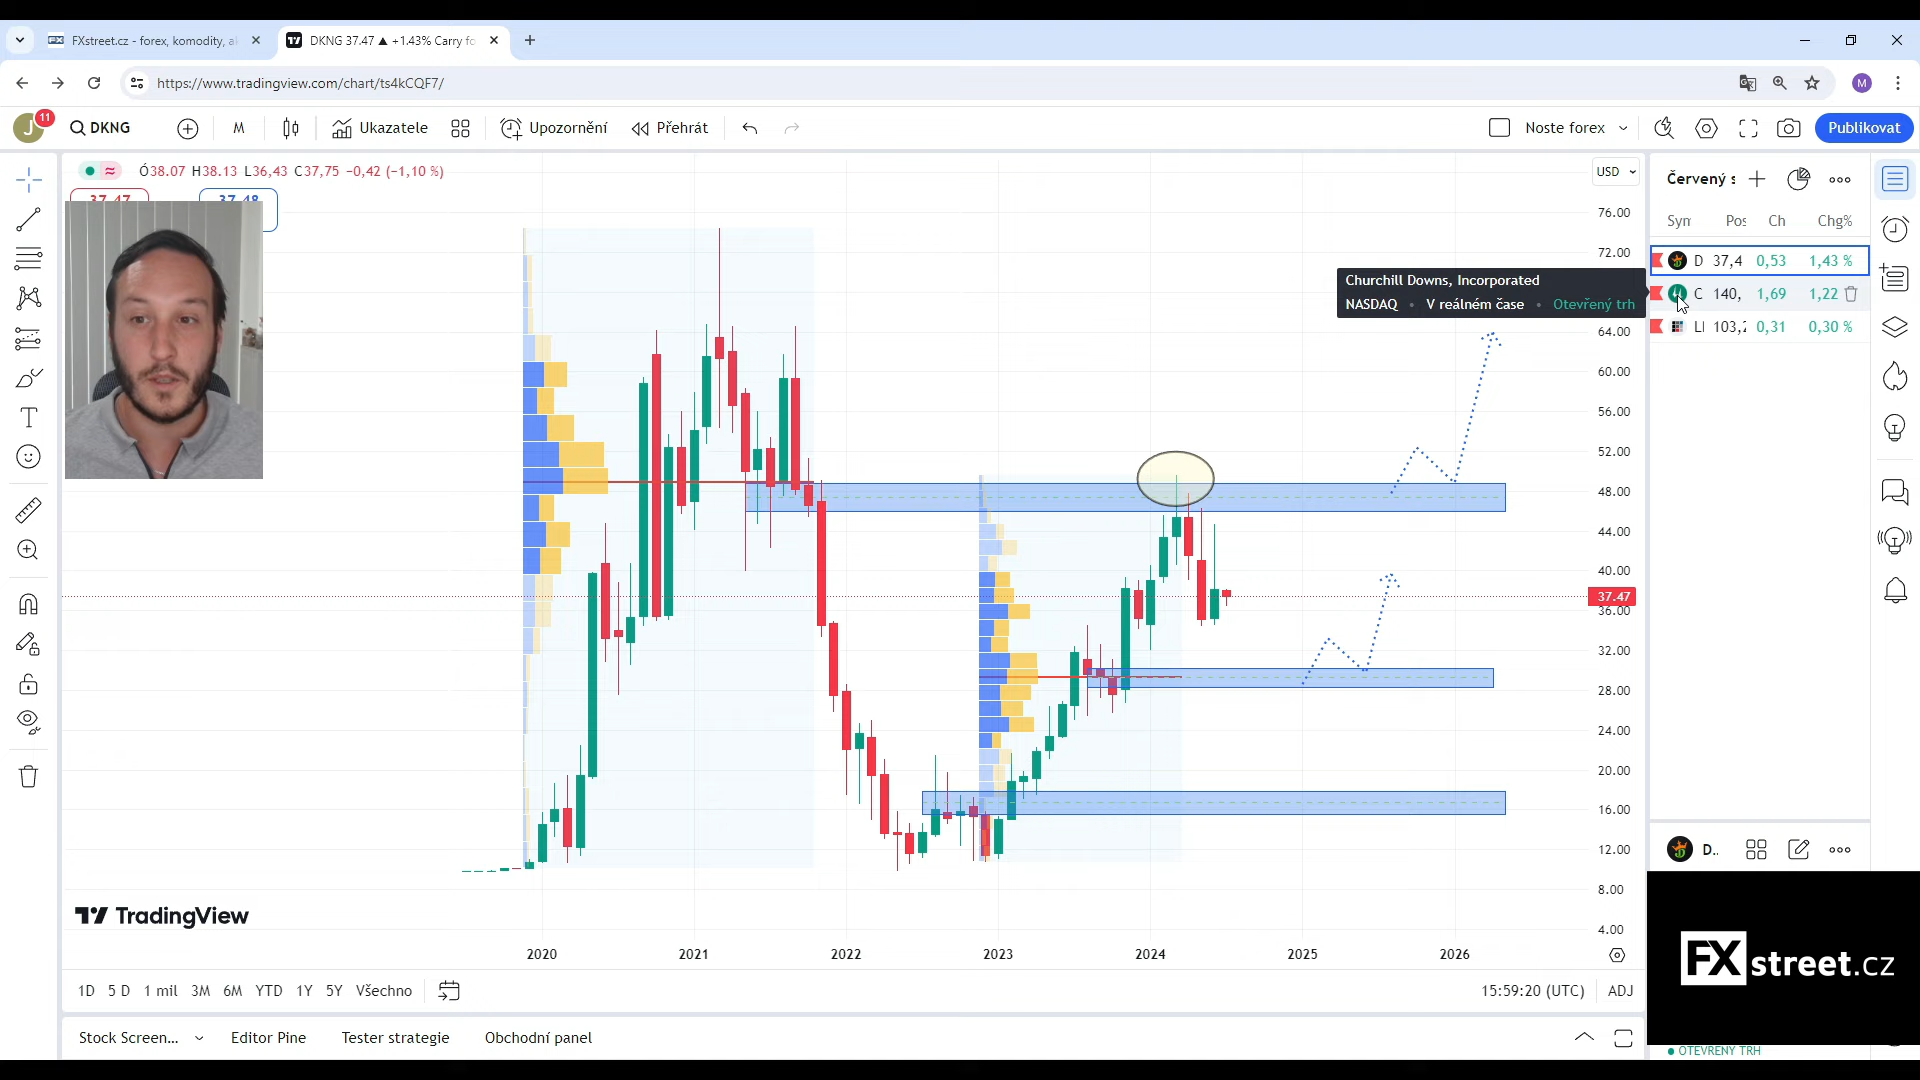 FXstreet.cz - forex, komodity, a
DKNG 37.47 ▲ +1.43% Carry fo
https://www.tradingview.com/chart/ts4kCQF7/
M
J
11
DKNG
M
Ukazatele
Upozornění
Přehrát
Noste forex
Publikovat
Ó38.07 H38.13 L36,43 C37,75 −0,42 (−1,10 %)
37.47
37.48
USD
76.00
72.00
64.00
60.00
56.00
52.00
48.00
44.00
40.00
37.47
36.00
32.00
28.00
24.00
20.00
16.00
12.00
8.00
4.00
Červený s
Syn Pos Ch Chg%
D 37,4 0,53 1,43 %
C 140, 1,69 1,22
LI 103,2 0,31 0,30 %
Churchill Downs, Incorporated
NASDAQ • V reálném čase • Otevřený trh
TradingView
2020 2021 2022 2023 2024 2025 2026
1D 5 D 1 mil 3M 6M YTD 1Y 5Y Všechno
15:59:20 (UTC) ADJ
Stock Screen... Editor Pine Tester strategie Obchodní panel
D..
FXstreet.cz
OTEVŘENÝ TRH